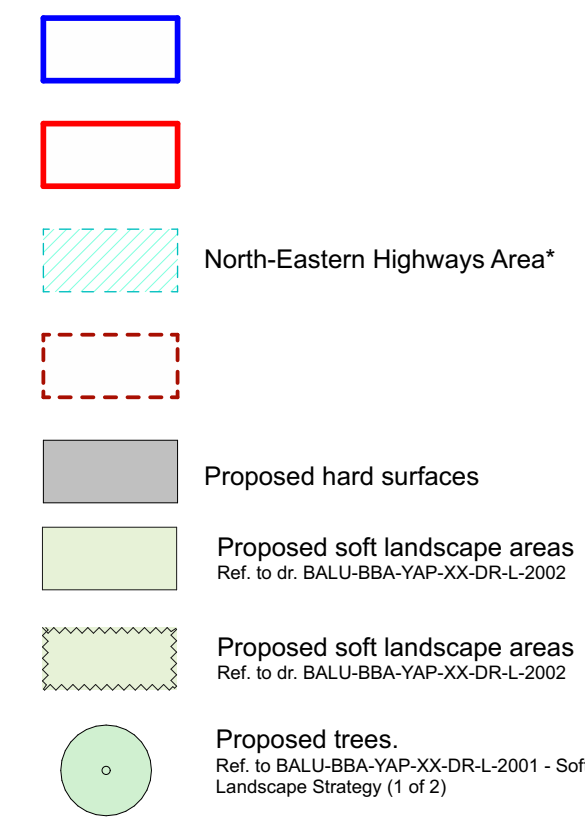 North-Eastern Highways Area*
Proposed hard surfaces
Proposed soft landscape areas
Ref. to dr. BALU-BBA-YAP-XX-DR-L-2002
Proposed soft landscape areas
Ref. to dr. BALU-BBA-YAP-XX-DR-L-2002
Proposed trees.
Ref. to BALU-BBA-YAP-XX-DR-L-2001 - Sof
Landscape Strategy (1 of 2)